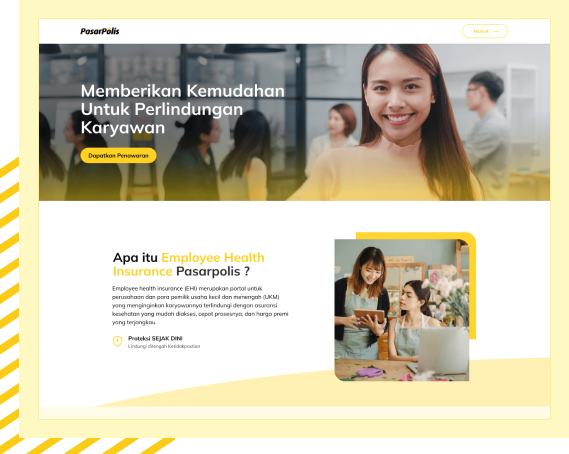 PasarPolis
Masuk →
Memberikan Kemudahan
Untuk Perlindungan
Karyawan
Dapatkan Penawaran
Apa itu Employee Health
Insurance Pasarpolis ?
Employee health insurance (EHI) merupakan portal untuk
perusahaan dan para pemilik usaha kecil dan menengah (UKM)
yang menginginkan karyawannya terlindungi dengan asuransi
kesehatan yang mudah diakses, cepat prosesnya, dan harga premi
yang terjangkau.
Proteksi SEJAK DINI
Lindungi ditengah Ketidakpastian